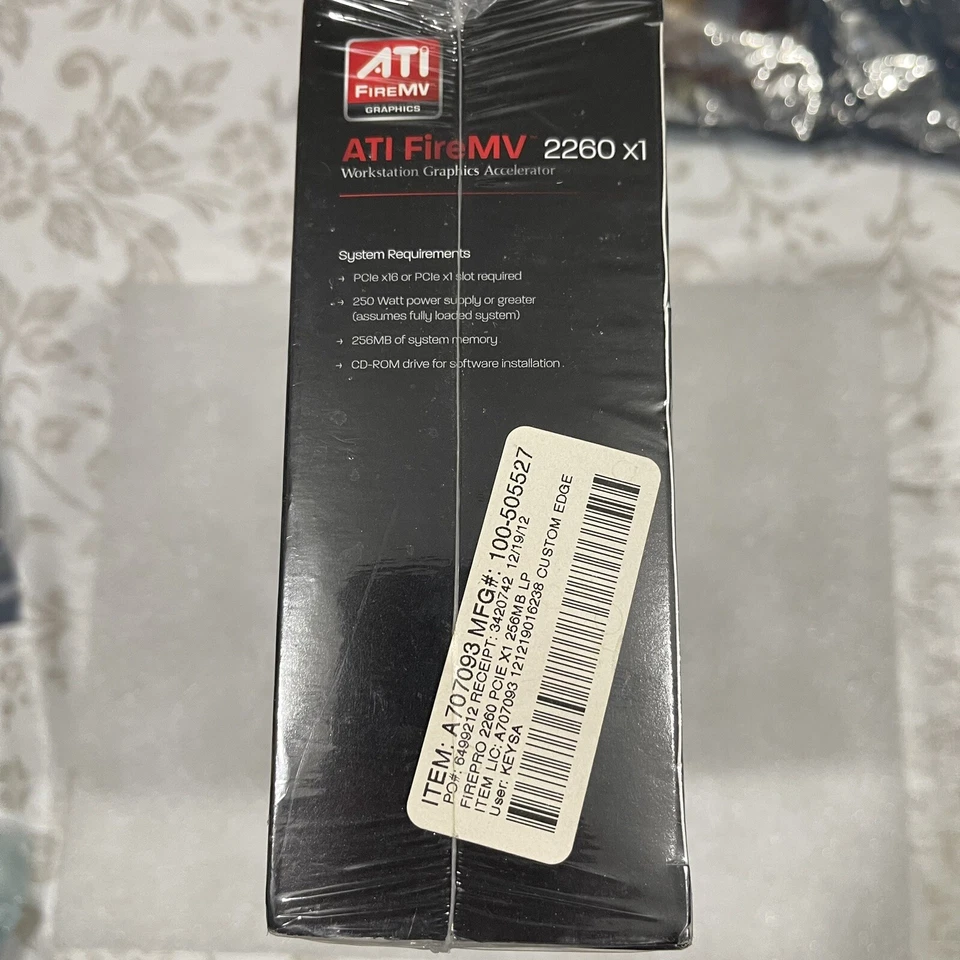 ATI
FIREMV
GRAPHICS
ATI FireMV™ 2260 x1
Workstation Graphics Accelerator
System Requirements
→ PCIe x16 or PCIe x1 slot required
→ 250 Watt power supply or greater
(assumes fully loaded system)
→ 256MB of system memory
→ CD-ROM drive for software installation.
ITEM: A707093 MFG#: 100-505527
PO#: 6499212 RECEIPT: 3420742 12/19/12
FIREPRO 2260 PCIE X1 256MB LP
ITEM LIC: A707093 121219016238 CUSTOM EDGE
User: KEYSA